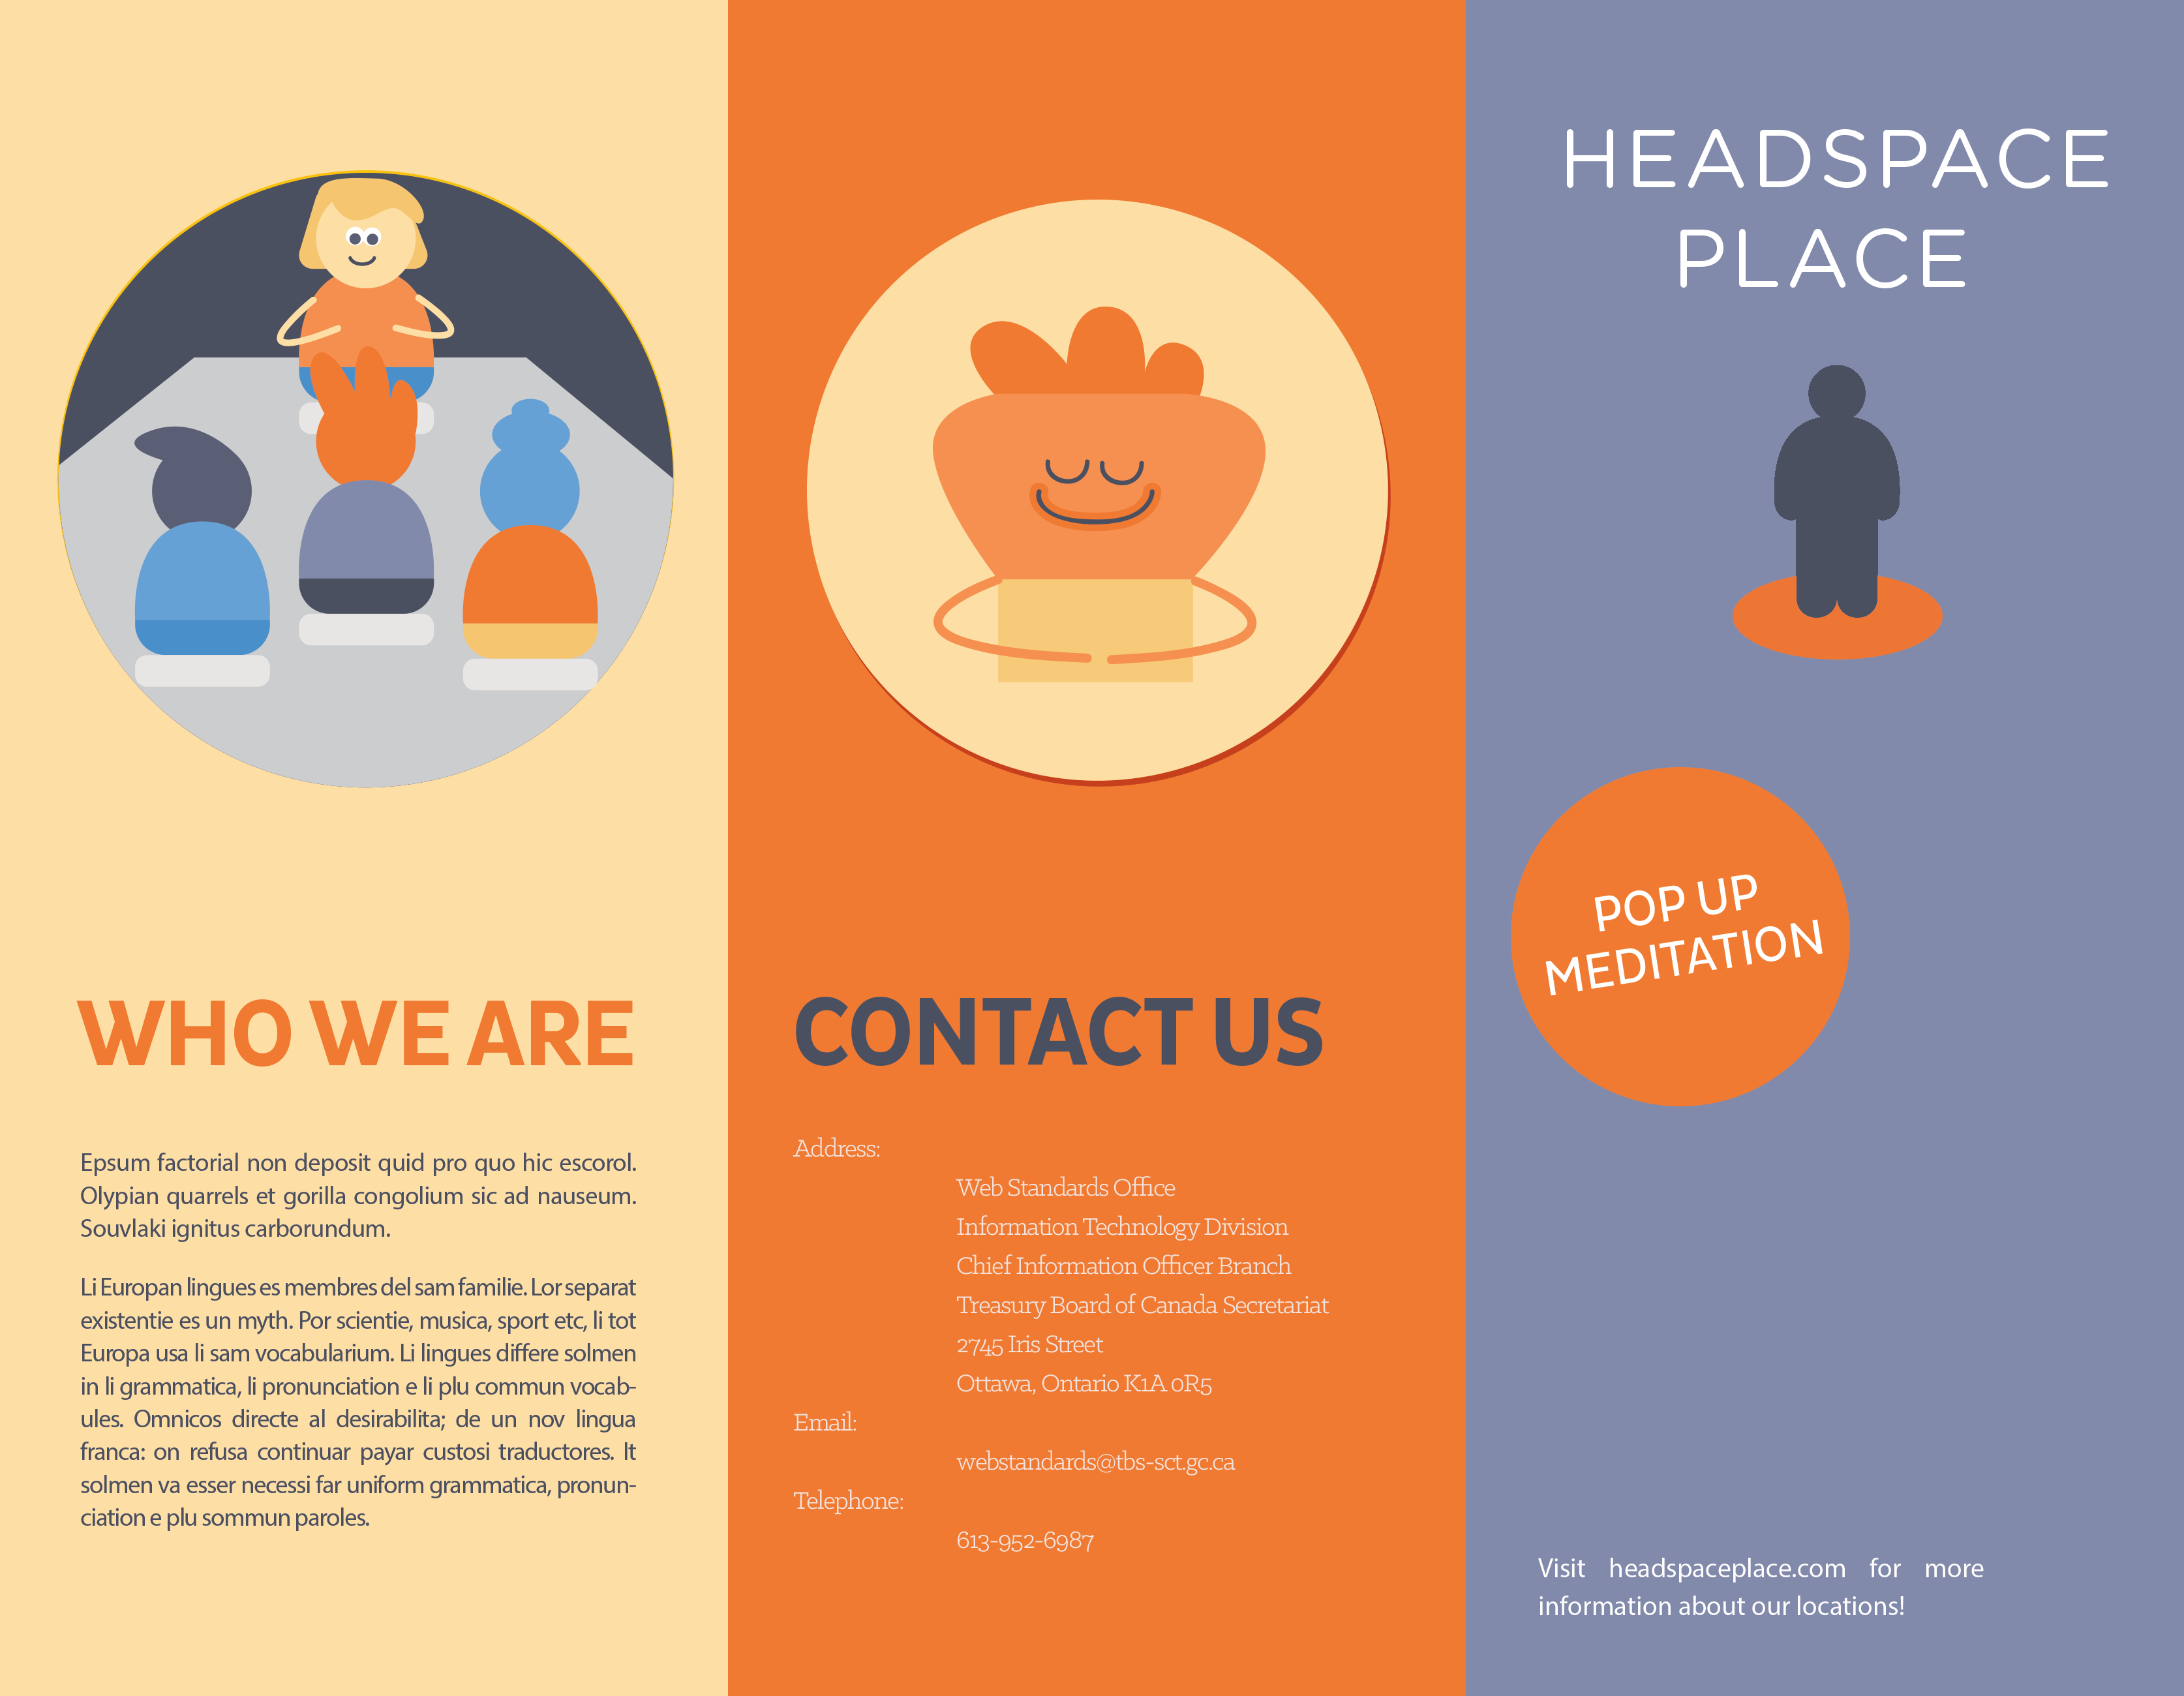 WHO WE ARE
Epsum factorial non deposit quid pro quo hic escorol.
Olypian quarrels et gorilla congolium sic ad nauseum.
Souvlaki ignitus carborundum.
Li Europan lingues es membres del sam familie. Lor separat
existentie es un myth. Por scientie, musica, sport etc, li tot
Europa usa li sam vocabularium. Li lingues differe solmen
in li grammatica, li pronunciation e li plu commun vocab-
ules. Omnicos directe al desirabilita; de un nov lingua
franca: on refusa continuar payar custosi traductores. It
solmen va esser necessi far uniform grammatica, pronun-
ciation e plu sommun paroles.
CONTACT US
Address:
Web Standards Office
Information Technology Division
Chief Information Officer Branch
Treasury Board of Canada Secretariat
2745 Iris Street
Ottawa, Ontario K1A 0R5
Email:
webstandards@tbs-sct.gc.ca
Telephone:
613-952-6987
HEADSPACE
PLACE
POP UP
MEDITATION
Visit headspaceplace.com for more
information about our locations!